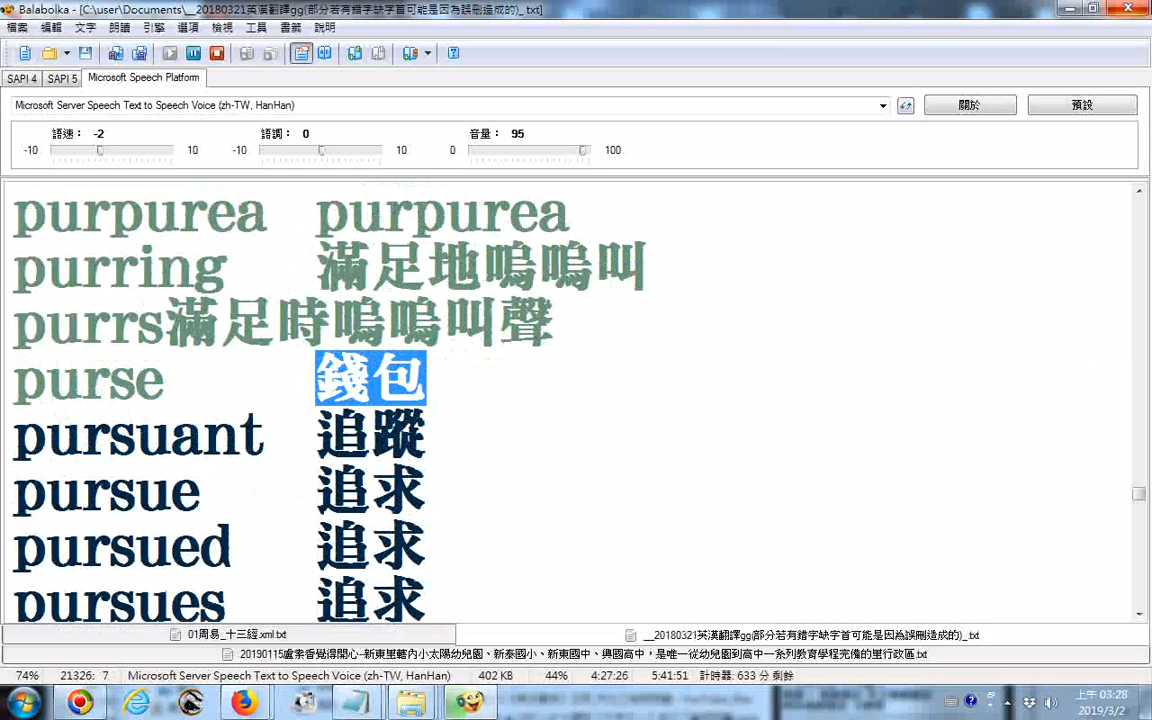 Balabolka - [C:\user\Documents\__20180321英漢翻譯gg(部分若有錯字缺字首可能是因為誤刪造成的)_.txt]
檔案 編輯 文字 朗讀 引擎 選項 檢視 工具 書籤 說明
SAPI 4 SAPI 5 Microsoft Speech Platform
Microsoft Server Speech Text to Speech Voice (zh-TW, HanHan) 關於 預設
語速： -2 語調： 0 音量： 95
-10 10 -10 10 0 100
purpurea purpurea
purring 滿足地嗚嗚叫
purrs滿足時嗚嗚叫聲
purse 錢包
pursuant 追蹤
pursue 追求
pursued 追求
pursues 追求
01周易_十三經.xml.txt __20180321英漢翻譯gg(部分若有錯字缺字首可能是因為誤刪造成的)_.txt
20190115盧素香覺得開心-新東里轄內小太陽幼兒園、新泰國小、新東國中、興國高中，是唯一從幼兒園到高中一系列教育學程完備的里行政區.txt
74% 21326: 7 Microsoft Server Speech Text to Speech Voice (zh-TW, HanHan) 402 KB 44% 4:27:26 5:41:51 計時器: 633 分 剩餘
上午 03:28
2019/3/2